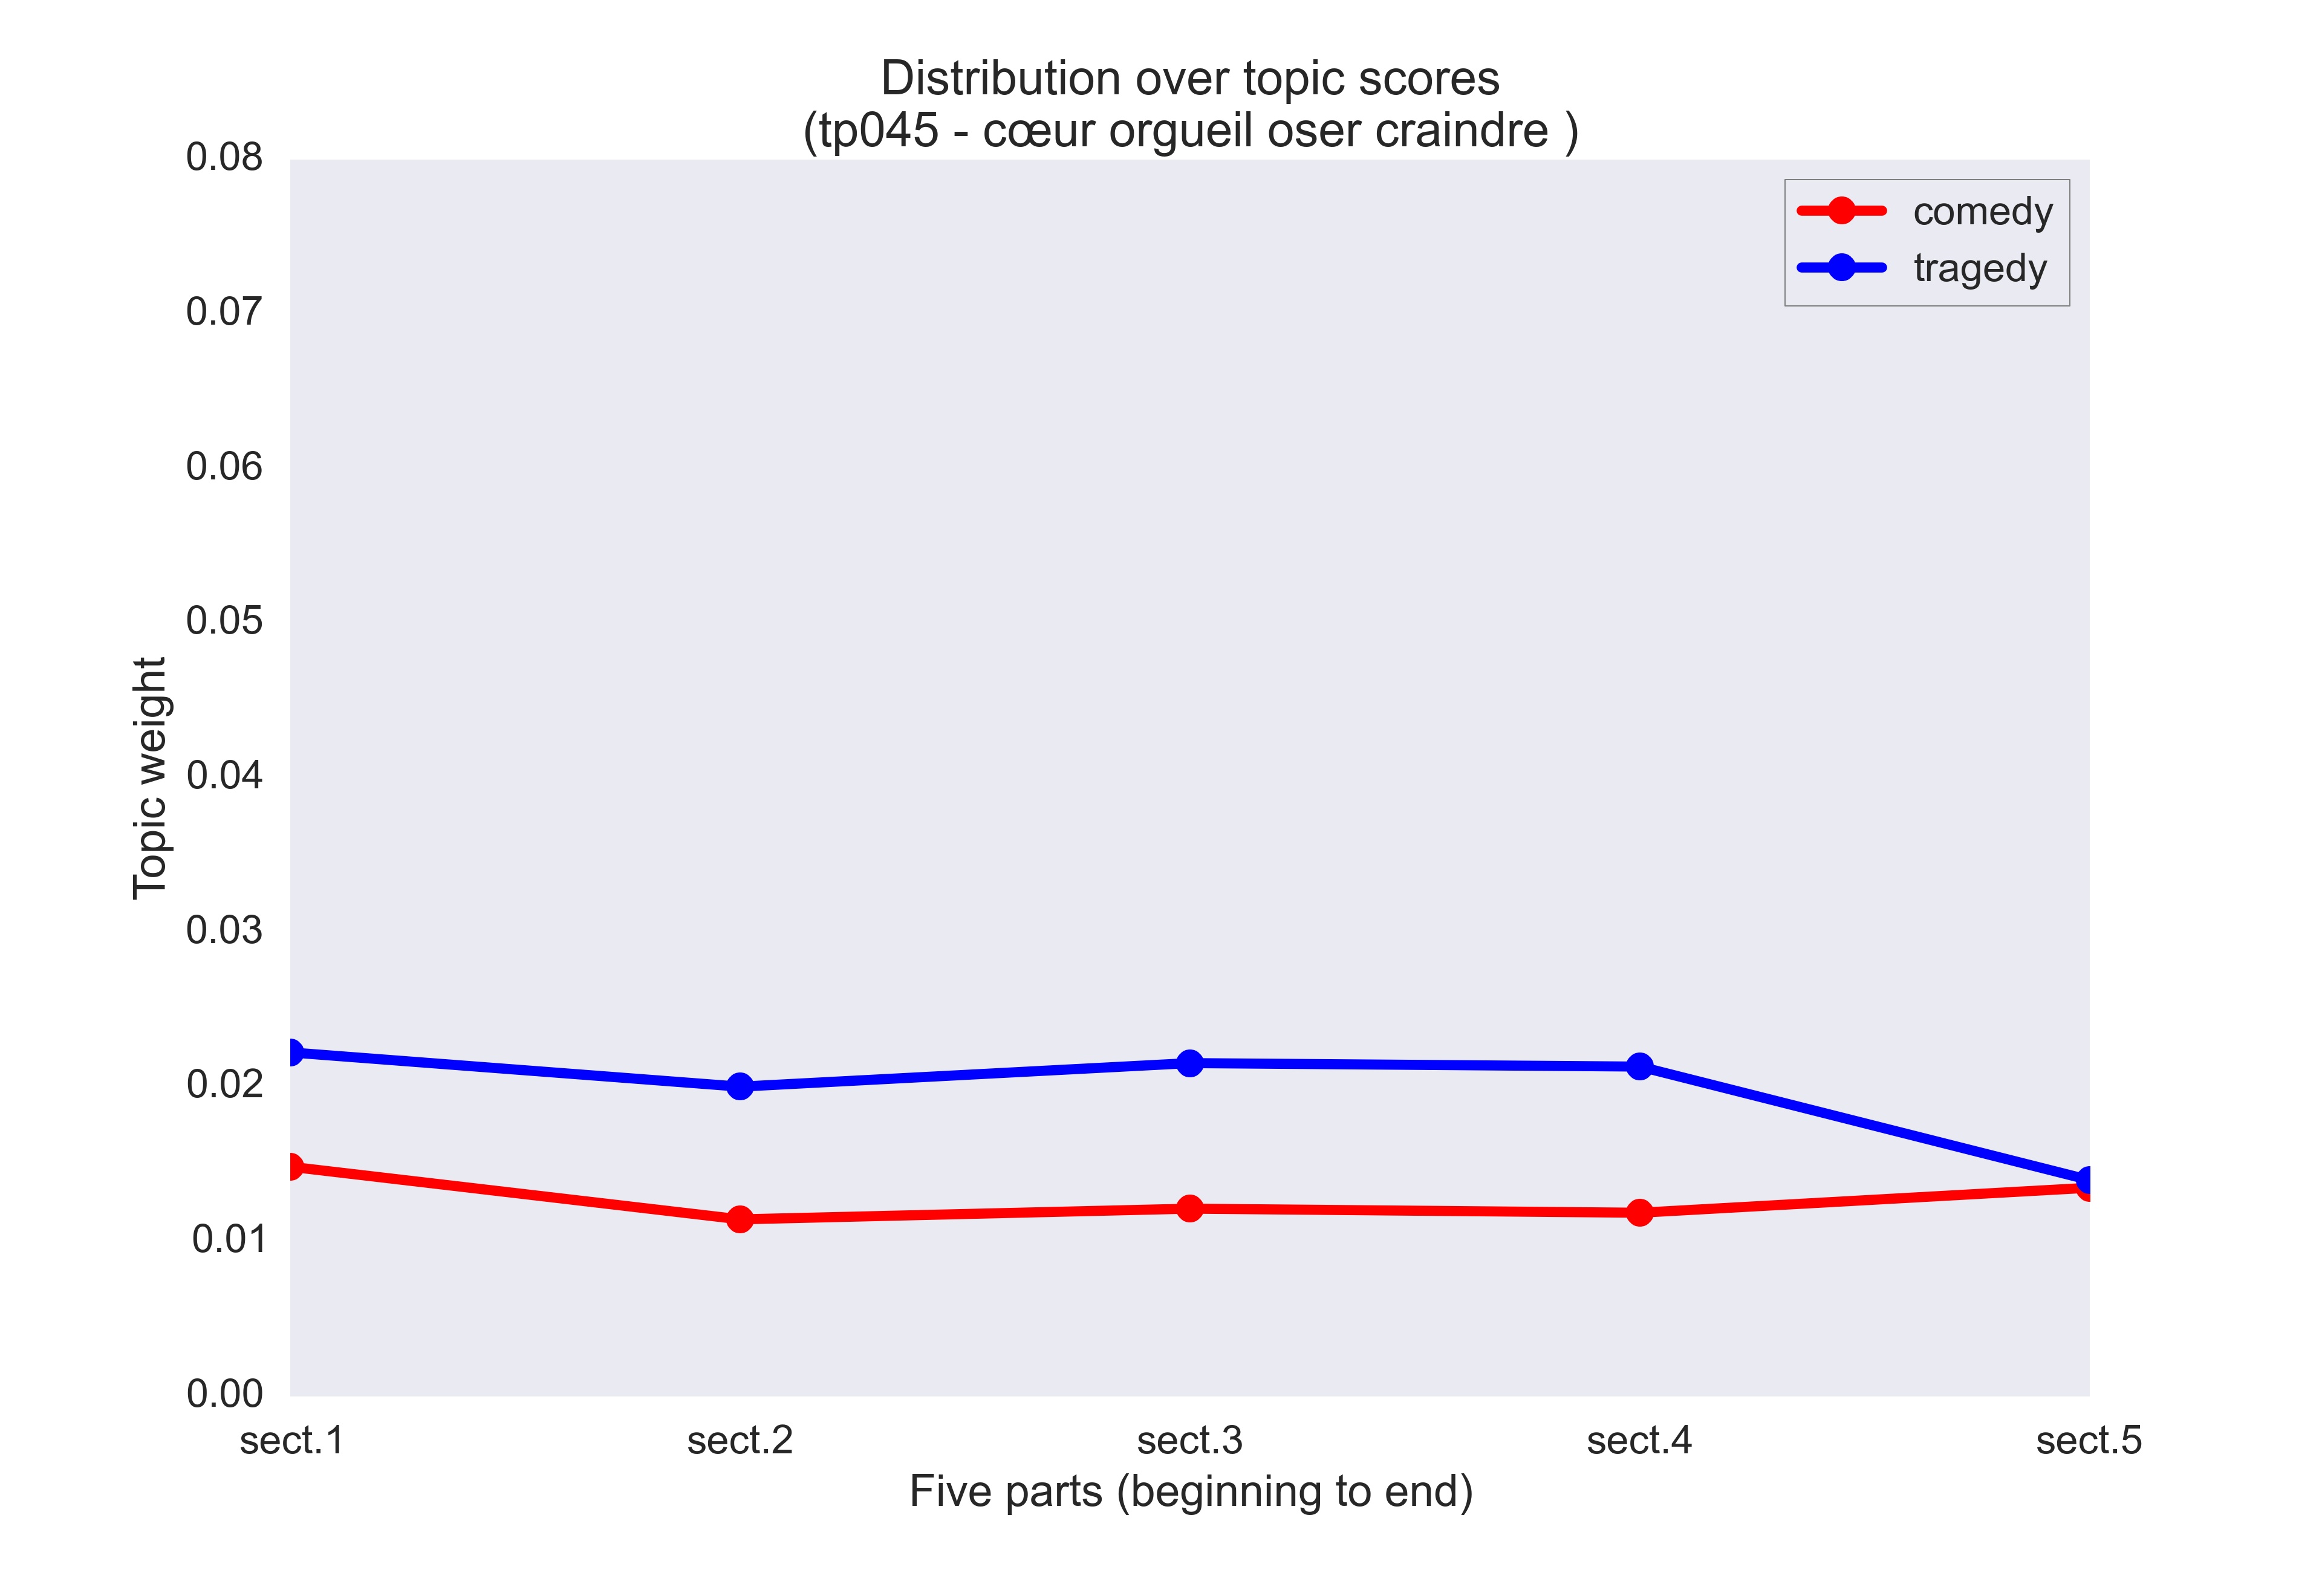 Distribution over topic scores
(tp045 - cœur orgueil oser craindre )
comedy
tragedy
Topic weight
0.08
0.07
0.06
0.05
0.04
0.03
0.02
0.01
0.00
sect.1 sect.2 sect.3 sect.4 sect.5
Five parts (beginning to end)